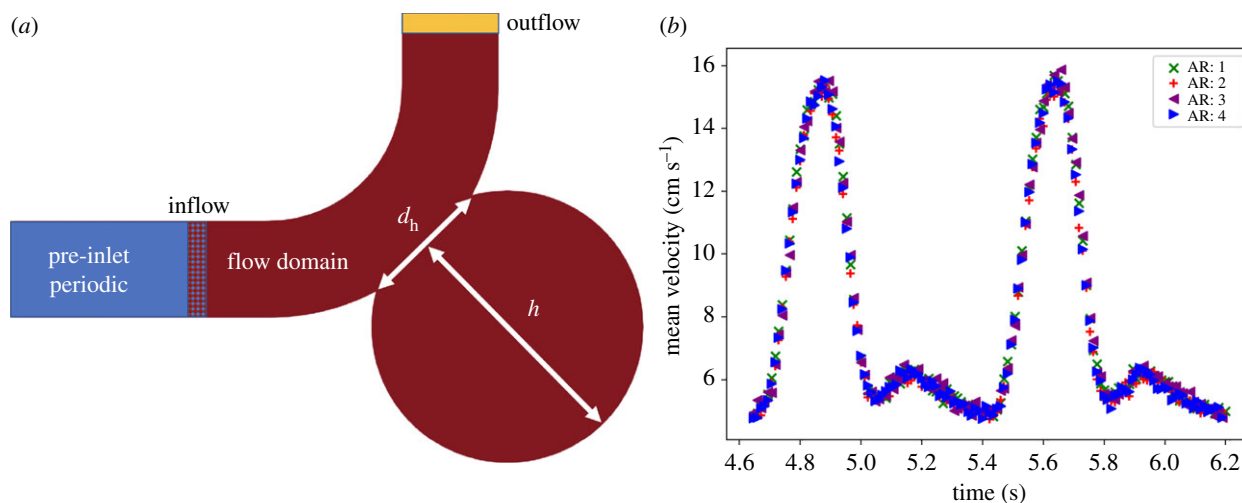 (a)
outflow
inflow
pre-inlet
periodic
flow domain
d_h
h
(b)
mean velocity (cm s⁻¹)
16
14
12
10
8
6
AR: 1
AR: 2
AR: 3
AR: 4
4.6 4.8 5.0 5.2 5.4 5.6 5.8 6.0 6.2
time (s)